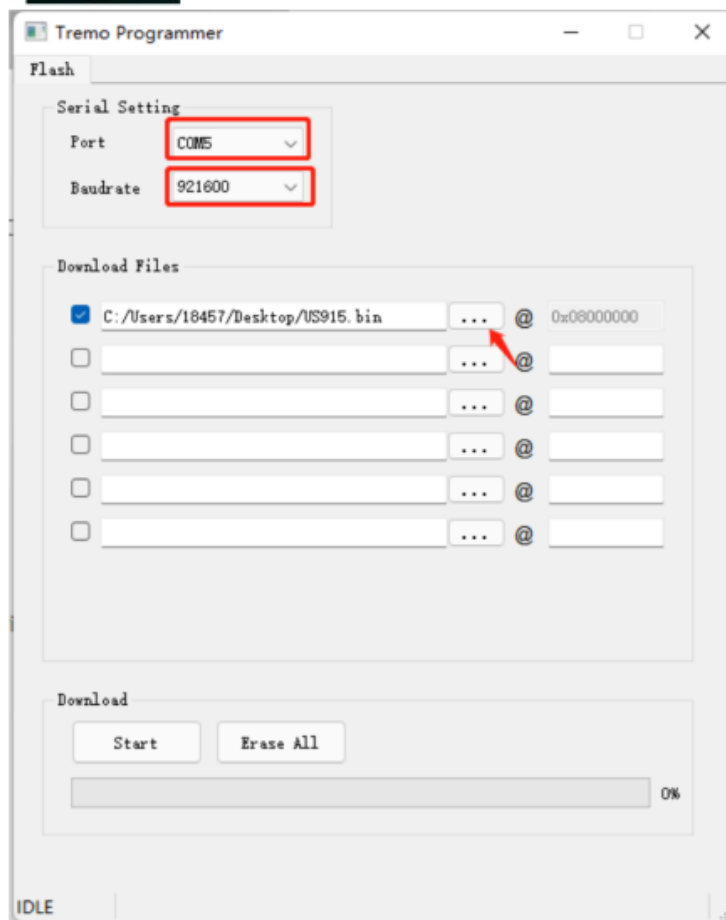 Tremo Programmer
Flash
Serial Setting
Port COM5
Baudrate 921600
Download Files
C:/Users/18457/Desktop/US915.bin ... @ 0x08000000
... @
... @
... @
... @
... @
Download
Start Erase All
0%
IDLE